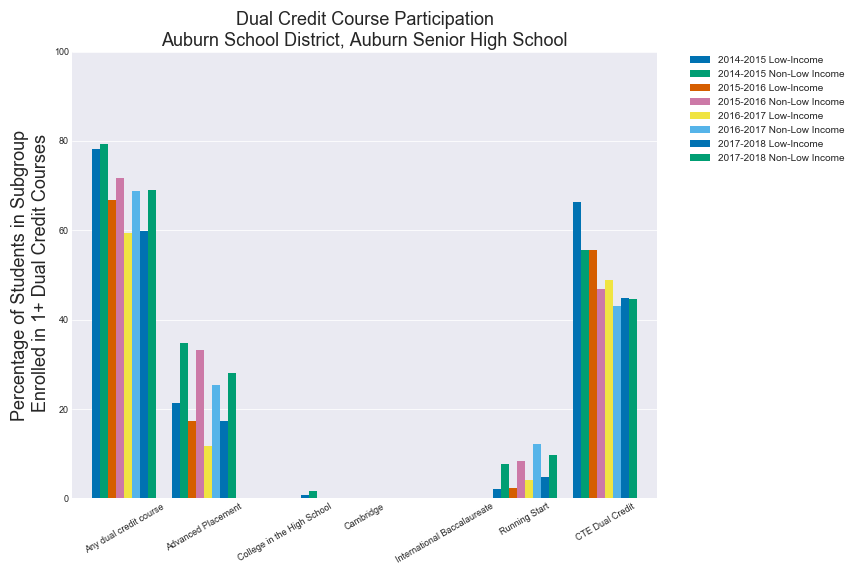 Dual Credit Course Participation
Auburn School District, Auburn Senior High School
Percentage of Students in Subgroup
Enrolled in 1+ Dual Credit Courses
100
80
60
40
20
0
Any dual credit course
Advanced Placement
College in the High School
Cambridge
International Baccalaureate
Running Start
CTE Dual Credit
2014-2015 Low-Income
2014-2015 Non-Low Income
2015-2016 Low-Income
2015-2016 Non-Low Income
2016-2017 Low-Income
2016-2017 Non-Low Income
2017-2018 Low-Income
2017-2018 Non-Low Income